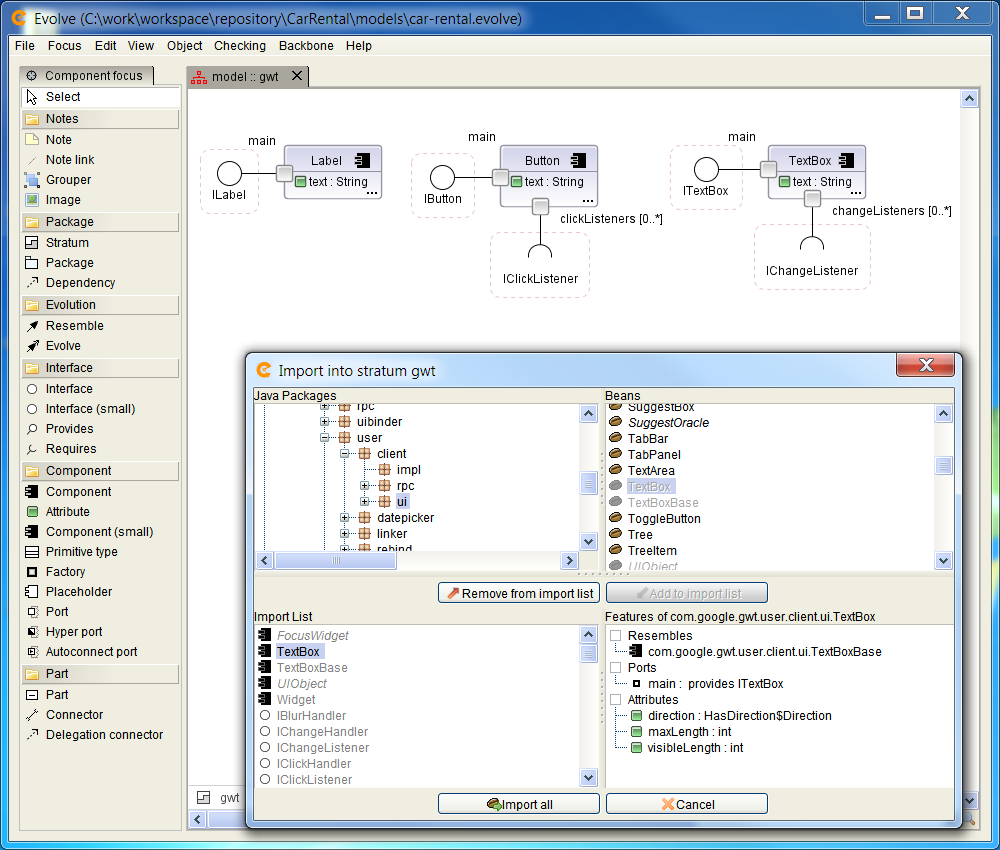 Evolve (C:\work\workspace\repository\CarRental\models\car-rental.evolve)
File Focus Edit View Object Checking Backbone Help
Component focus
Select
Notes
Note
Note link
Grouper
Image
Package
Stratum
Package
Dependency
Evolution
Resemble
Evolve
Interface
Interface
Interface (small)
Provides
Requires
Component
Component
Attribute
Component (small)
Primitive type
Factory
Placeholder
Port
Hyper port
Autoconnect port
Part
Part
Connector
Delegation connector
model :: gwt
main
Label
text : String
...
ILabel
main
Button
text : String
...
IButton
clickListeners [0..*]
IClickListener
main
TextBox
text : String
...
ITextBox
changeListeners [0..*]
IChangeListener
gwt
Import into stratum gwt
Java Packages
rpc
uibinder
user
client
impl
rpc
ui
datepicker
linker
rebind
Beans
SuggestBox
SuggestOracle
TabBar
TabPanel
TextArea
TextBox
TextBoxBase
ToggleButton
Tree
TreeItem
UIObject
Remove from import list
Add to import list
Import List
FocusWidget
TextBox
TextBoxBase
UIObject
Widget
IBlurHandler
IChangeHandler
IChangeListener
IClickHandler
IClickListener
Features of com.google.gwt.user.client.ui.TextBox
Resembles
com.google.gwt.user.client.ui.TextBoxBase
Ports
main : provides ITextBox
Attributes
direction : HasDirection$Direction
maxLength : int
visibleLength : int
Import all
Cancel